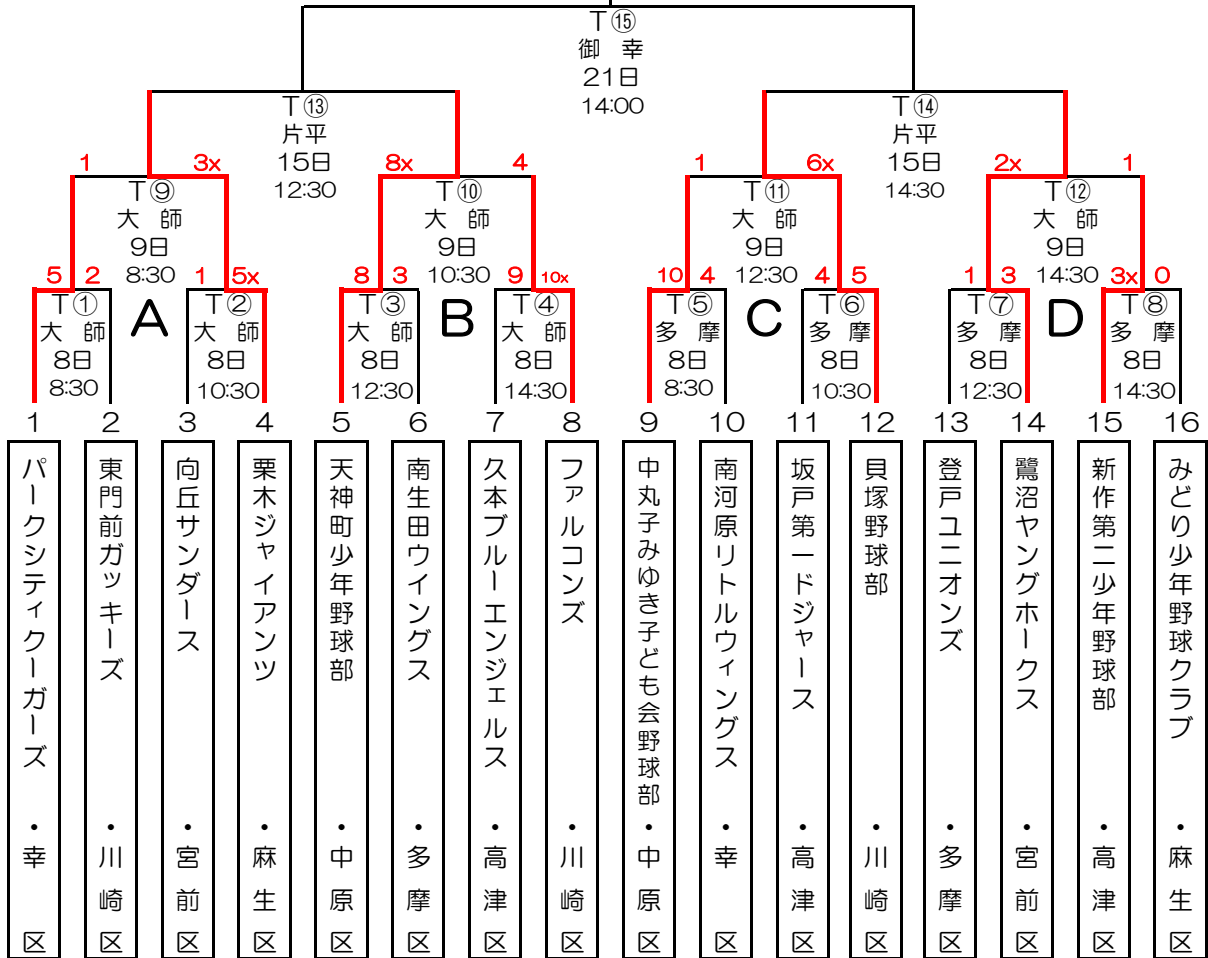 T⑮
御 幸
21日
14:00
T⑬
片平
15日
12:30
T⑭
片平
15日
14:30
1 3x
T⑨
大 師
9日
8:30
8x 4
T⑩
大 師
9日
10:30
1 6x
T⑪
大 師
9日
12:30
2x 1
T⑫
大 師
9日
14:30
5 2
T①
大 師
8日
8:30
A
1 5x
T②
大 師
8日
10:30
8 3
T③
大 師
8日
12:30
B
9 10x
T④
大 師
8日
14:30
10 4
T⑤
多 摩
8日
8:30
C
4 5
T⑥
多 摩
8日
10:30
1 3
T⑦
多 摩
8日
12:30
D
3x 0
T⑧
多 摩
8日
14:30
1 2 3 4 5 6 7 8 9 10 11 12 13 14 15 16
パークシティクーガーズ ・幸 区
東門前ガッキーズ ・川崎区
向丘サンダース ・宮前区
栗木ジャイアンツ ・麻生区
天神町少年野球部 ・中原区
南生田ウイングス ・多摩区
久本ブルーエンジェルス ・高津区
ファルコンズ ・川崎区
中丸子みゆき子ども会野球部 ・中原区
南河原リトルウィングス ・幸 区
坂戸第一ドジャース ・高津区
貝塚野球部 ・川崎区
登戸ユニオンズ ・多摩区
鷺沼ヤングホークス ・宮前区
新作第二少年野球部 ・高津区
みどり少年野球クラブ ・麻生区